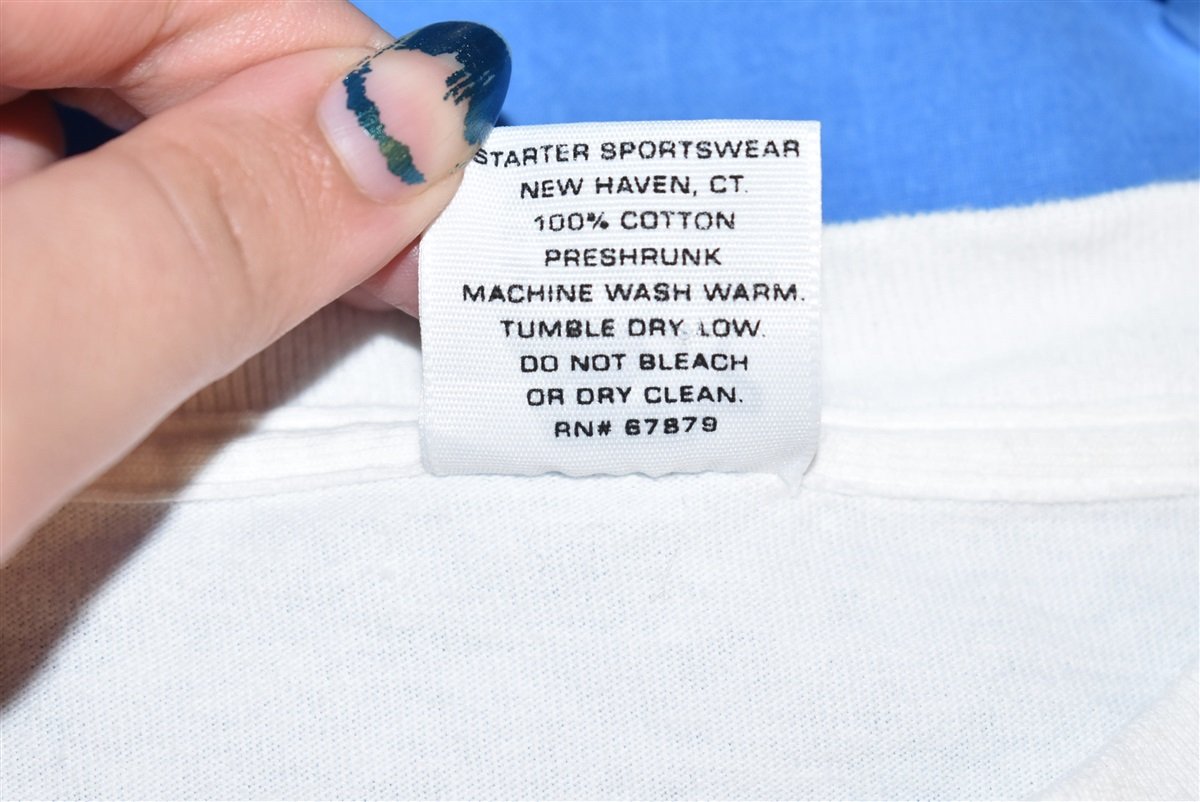 STARTER SPORTSWEAR
NEW HAVEN, CT.
100% COTTON
PRESHRUNK
MACHINE WASH WARM.
TUMBLE DRY LOW.
DO NOT BLEACH
OR DRY CLEAN.
RN# 67879